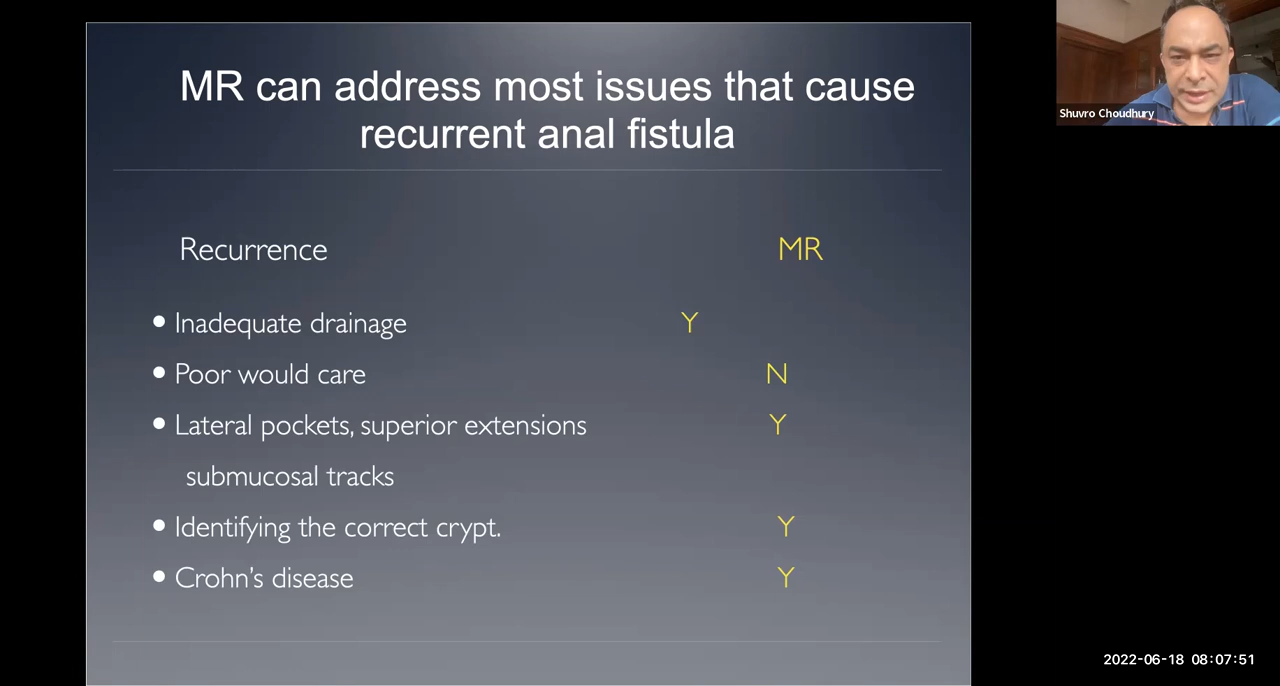 MR can address most issues that cause
recurrent anal fistula
Recurrence MR
• Inadequate drainage Y
• Poor would care N
• Lateral pockets, superior extensions Y
submucosal tracks
• Identifying the correct crypt. Y
• Crohn's disease Y
Shuvro Choudhury
2022-06-18 08:07:51